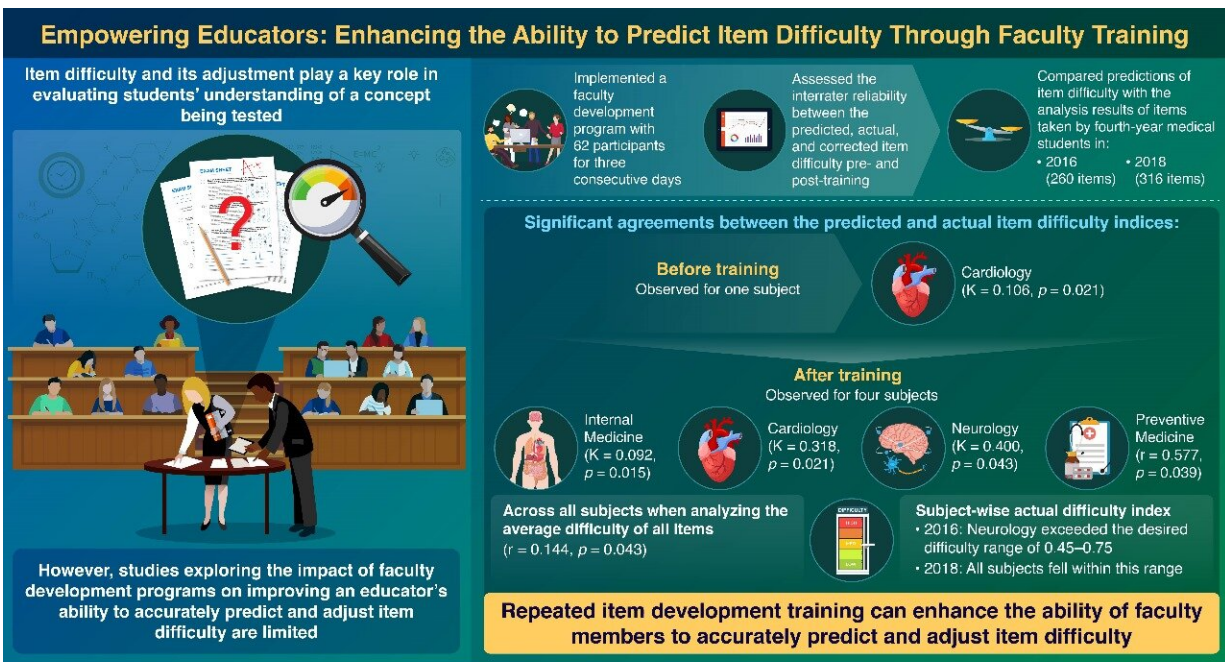 Empowering Educators: Enhancing the Ability to Predict Item Difficulty Through Faculty Training
Item difficulty and its adjustment play a key role in
evaluating students' understanding of a concept
being tested
?
However, studies exploring the impact of faculty
development programs on improving an educator's
ability to accurately predict and adjust item
difficulty are limited
Implemented a
faculty
development
program with
62 participants
for three
consecutive days
Assessed the
interrater reliability
between the
predicted, actual,
and corrected item
difficulty pre- and
post-training
Compared predictions of
item difficulty with the
analysis results of items
taken by fourth-year medical
students in:
• 2016
(260 items)
• 2018
(316 items)
Significant agreements between the predicted and actual item difficulty indices:
Before training
Observed for one subject
Cardiology
(K = 0.106, p = 0.021)
After training
Observed for four subjects
Internal
Medicine
(K = 0.092,
p = 0.015)
Cardiology
(K = 0.318,
p = 0.021)
Neurology
(K = 0.400,
p = 0.043)
Preventive
Medicine
(r = 0.577,
p = 0.039)
Across all subjects when analyzing the
average difficulty of all items
(r = 0.144, p = 0.043)
DIFFICULTY
Subject-wise actual difficulty index
• 2016: Neurology exceeded the desired
difficulty range of 0.45–0.75
• 2018: All subjects fell within this range
Repeated item development training can enhance the ability of faculty
members to accurately predict and adjust item difficulty